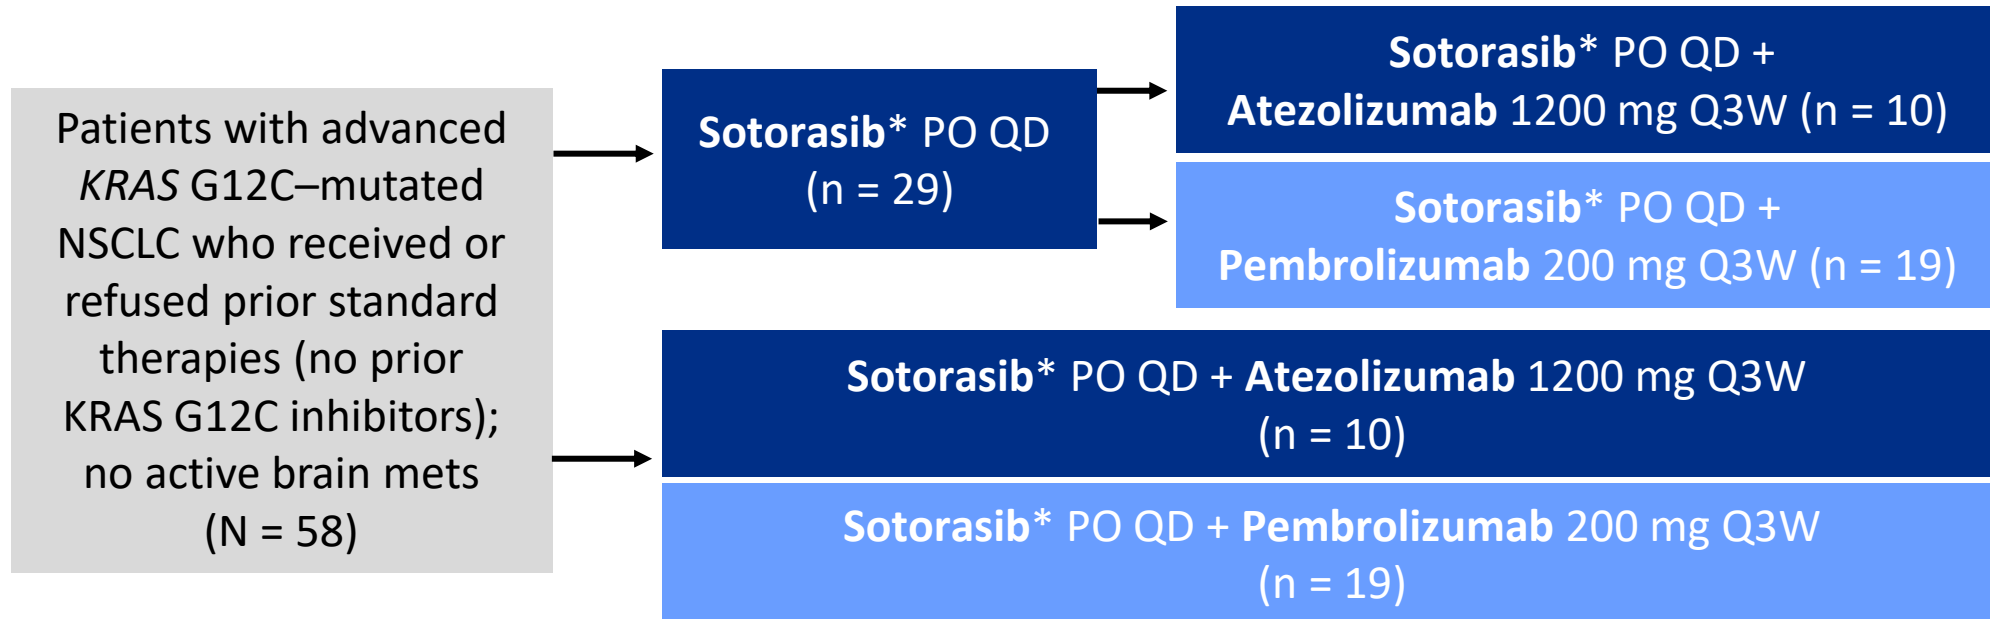 Patients with advanced
KRAS G12C–mutated
NSCLC who received or
refused prior standard
therapies (no prior
KRAS G12C inhibitors);
no active brain mets
(N = 58)
Sotorasib* PO QD
(n = 29)
Sotorasib* PO QD +
Atezolizumab 1200 mg Q3W (n = 10)
Sotorasib* PO QD +
Pembrolizumab 200 mg Q3W (n = 19)
Sotorasib* PO QD + Atezolizumab 1200 mg Q3W
(n = 10)
Sotorasib* PO QD + Pembrolizumab 200 mg Q3W
(n = 19)